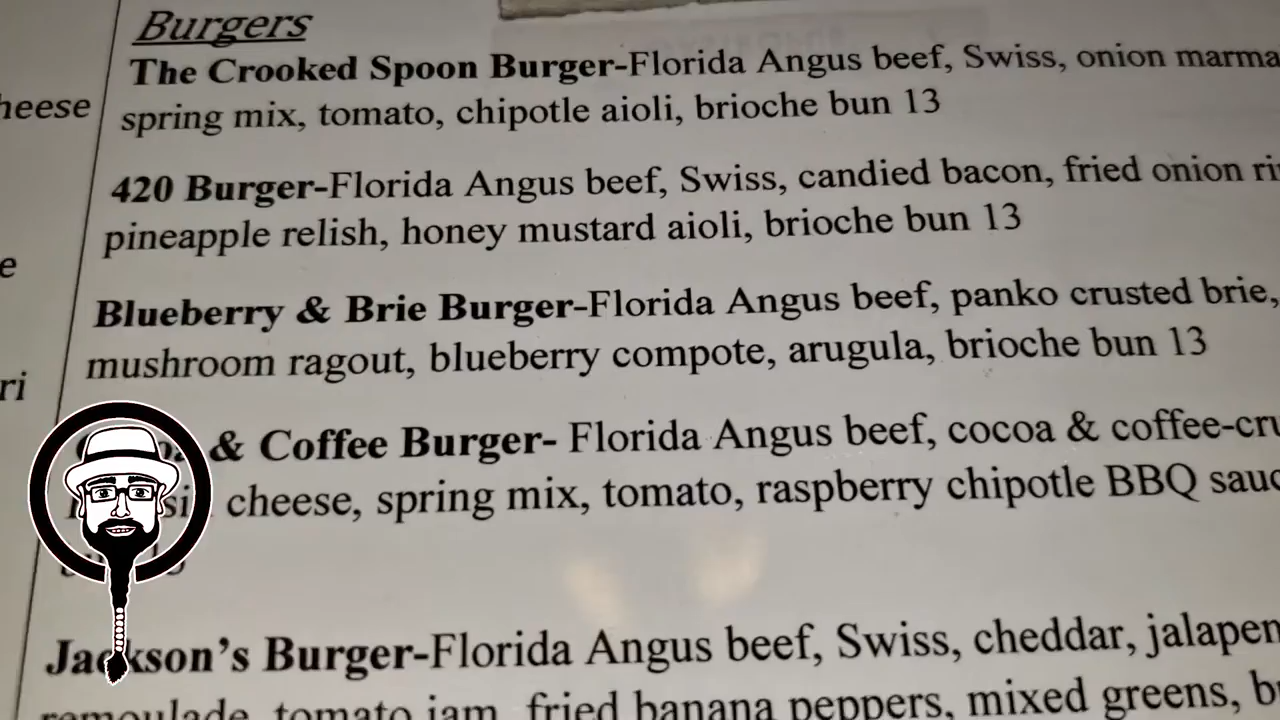 Burgers
The Crooked Spoon Burger-Florida Angus beef, Swiss, onion
heese
spring mix, tomato, chipotle aioli, brioche bun 13
420 Burger-Florida Angus beef, Swiss, candied bacon, fried onion
pineapple relish, honey mustard aioli, brioche bun 13
e
Blueberry & Brie Burger-Florida Angus beef, panko crusted brie,
mushroom ragout, blueberry compote, arugula, brioche bun 13
ri
& Coffee Burger- Florida Angus beef, cocoa & coffee-cru
cheese, spring mix, tomato, raspberry chipotle BBQ sauc
Jackson's Burger-Florida Angus beef, Swiss, cheddar, jalapen
remoulade, tomato jam, fried banana peppers, mixed greens,